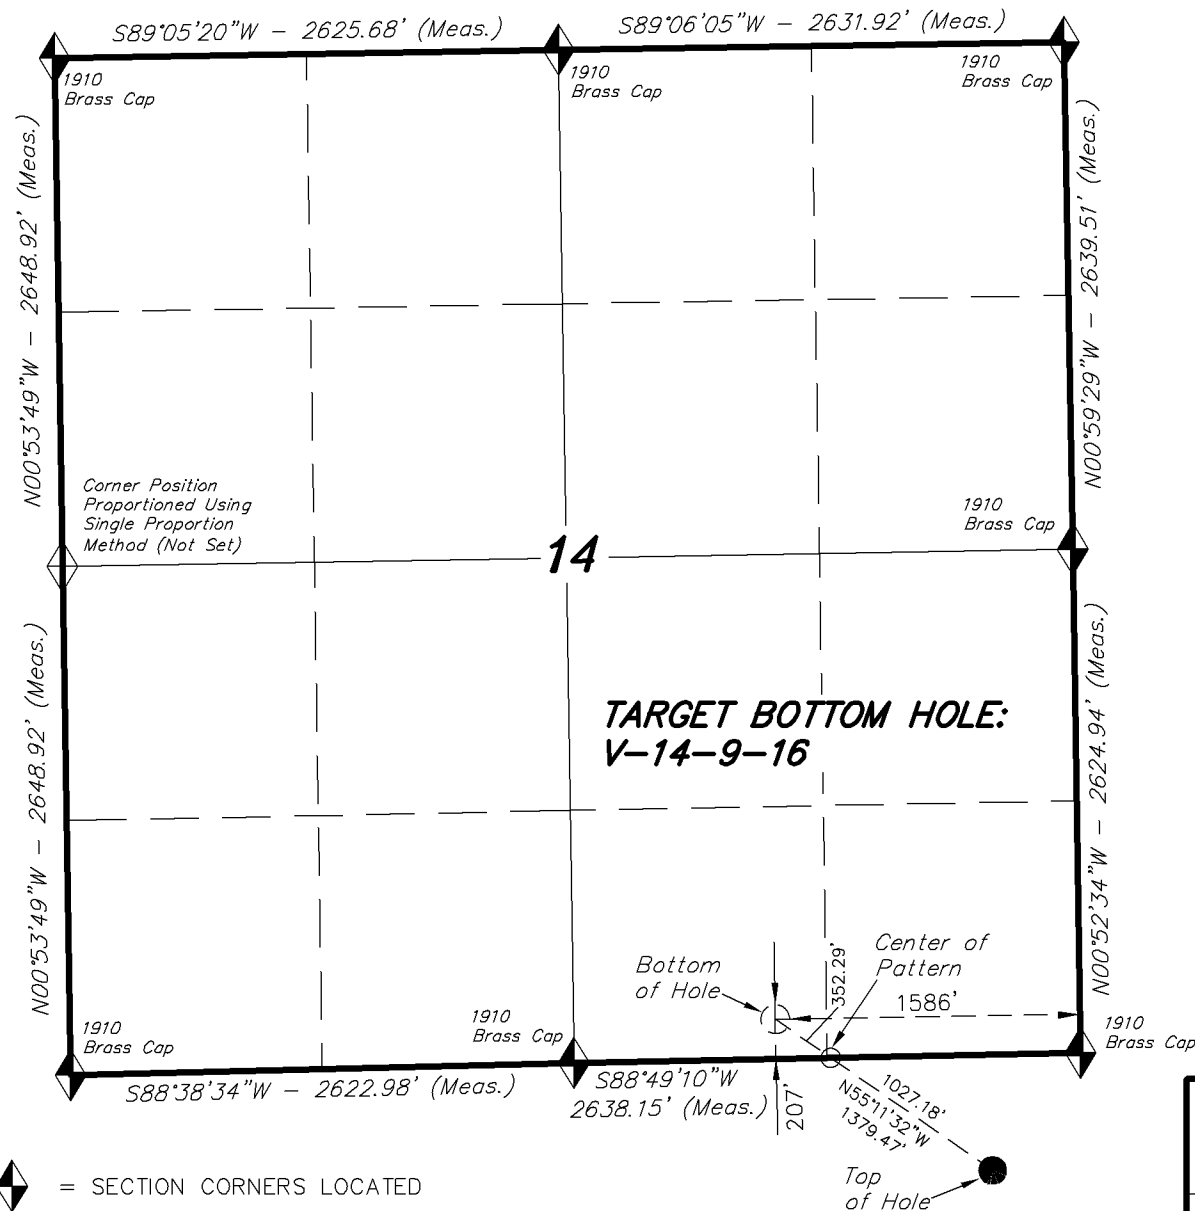 S89°05'20"W – 2625.68' (Meas.)
S89°06'05"W – 2631.92' (Meas.)
1910
Brass Cap
1910
Brass Cap
1910
Brass Cap
N00°53'49"W – 2648.92' (Meas.)
N00°59'29"W – 2639.51' (Meas.)
Corner Position
Proportioned Using
Single Proportion
Method (Not Set)
1910
Brass Cap
14
N00°53'49"W – 2648.92' (Meas.)
N00°52'34"W – 2624.94' (Meas.)
TARGET BOTTOM HOLE:
V–14–9–16
Bottom
of Hole
352.29'
Center of
Pattern
1586'
1910
Brass Cap
1910
Brass Cap
1910
Brass Cap
S88°38'34"W – 2622.98' (Meas.)
S88°49'10"W
2638.15' (Meas.)
207'
1027.18'
N55°11'32"W
1379.47'
Top
of Hole
= SECTION CORNERS LOCATED